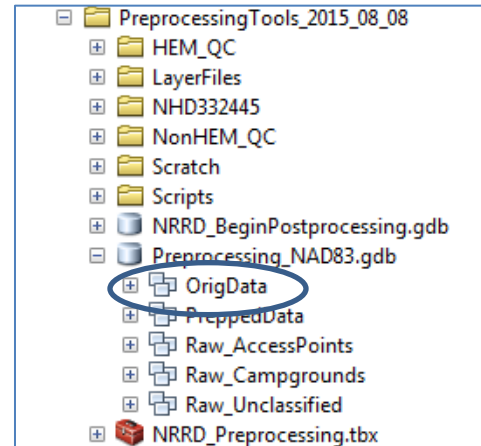 PreprocessingTools_2015_08_08
HEM_QC
LayerFiles
NHD332445
NonHEM_QC
Scratch
Scripts
NRRD_BeginPostprocessing.gdb
Preprocessing_NAD83.gdb
OrigData
PreppedData
Raw_AccessPoints
Raw_Campgrounds
Raw_Unclassified
NRRD_Preprocessing.tbx